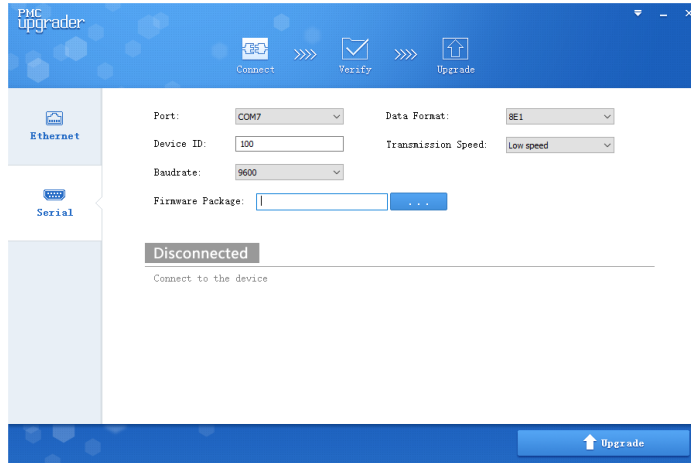 PMC
upgrader
Connect
Verify
Upgrade
Ethernet
Serial
Port: COM7 Data Format: 8E1
Device ID: 100 Transmission Speed: Low speed
Baudrate: 9600
Firmware Package: ...
Disconnected
Connect to the device
Upgrade